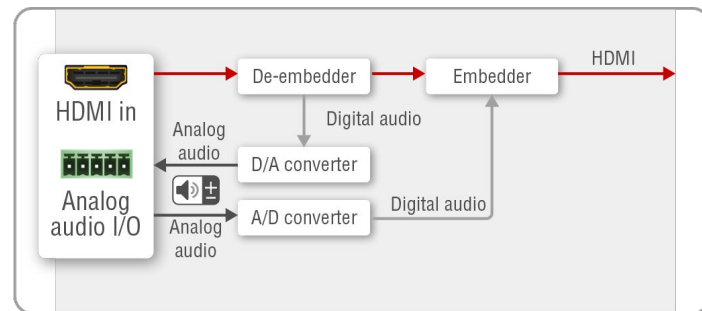 HDMI in
Analog
audio I/O
De-embedder
Embedder
HDMI
Digital audio
Analog
audio
D/A converter
A/D converter
Analog
audio
Digital audio